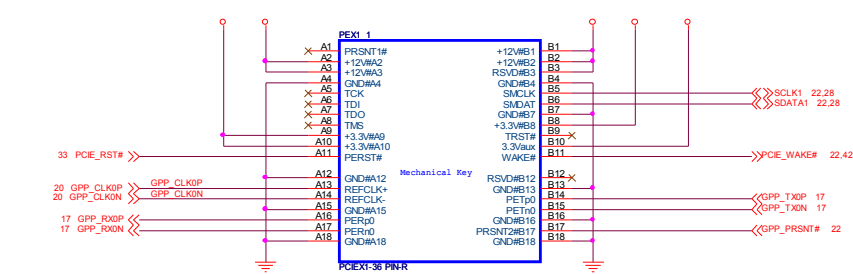 PEX1_1
A1 PRSNT1# +12V#B1 B1
A2 +12V#A2 +12V#B2 B2
A3 +12V#A3 RSVD#B3 B3
A4 GND#A4 GND#B4 B4
A5 TCK SMCLK B5 SCLK1 22,28
A6 TDI SMDAT B6 SDATA1 22,28
A7 TDO GND#B7 B7
A8 TMS +3.3V#B8 B8
A9 +3.3V#A9 TRST# B9
A10 +3.3V#A10 3.3Vaux B10
33 PCIE_RST# A11 PERST# WAKE# B11 PCIE_WAKE# 22,42
Mechanical Key
A12 GND#A12 RSVD#B12 B12
20 GPP_CLK0P GPP_CLK0P A13 REFCLK+ GND#B13 B13
20 GPP_CLK0N GPP_CLK0N A14 REFCLK- PETp0 B14 GPP_TX0P 17
A15 GND#A15 PETn0 B15 GPP_TX0N 17
17 GPP_RX0P A16 PERp0 GND#B16 B16
17 GPP_RX0N A17 PERn0 PRSNT2#B17 B17 GPP_PRSNT# 22
A18 GND#A18 GND#B18 B18
PCIEX1-36 PIN-R